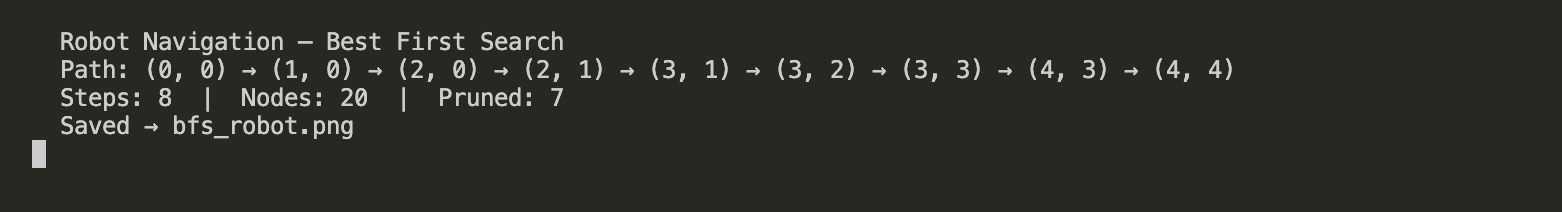 Robot Navigation — Best First Search
Path: (0, 0) → (1, 0) → (2, 0) → (2, 1) → (3, 1) → (3, 2) → (3, 3) → (4, 3) → (4, 4)
Steps: 8 | Nodes: 20 | Pruned: 7
Saved → bfs_robot.png